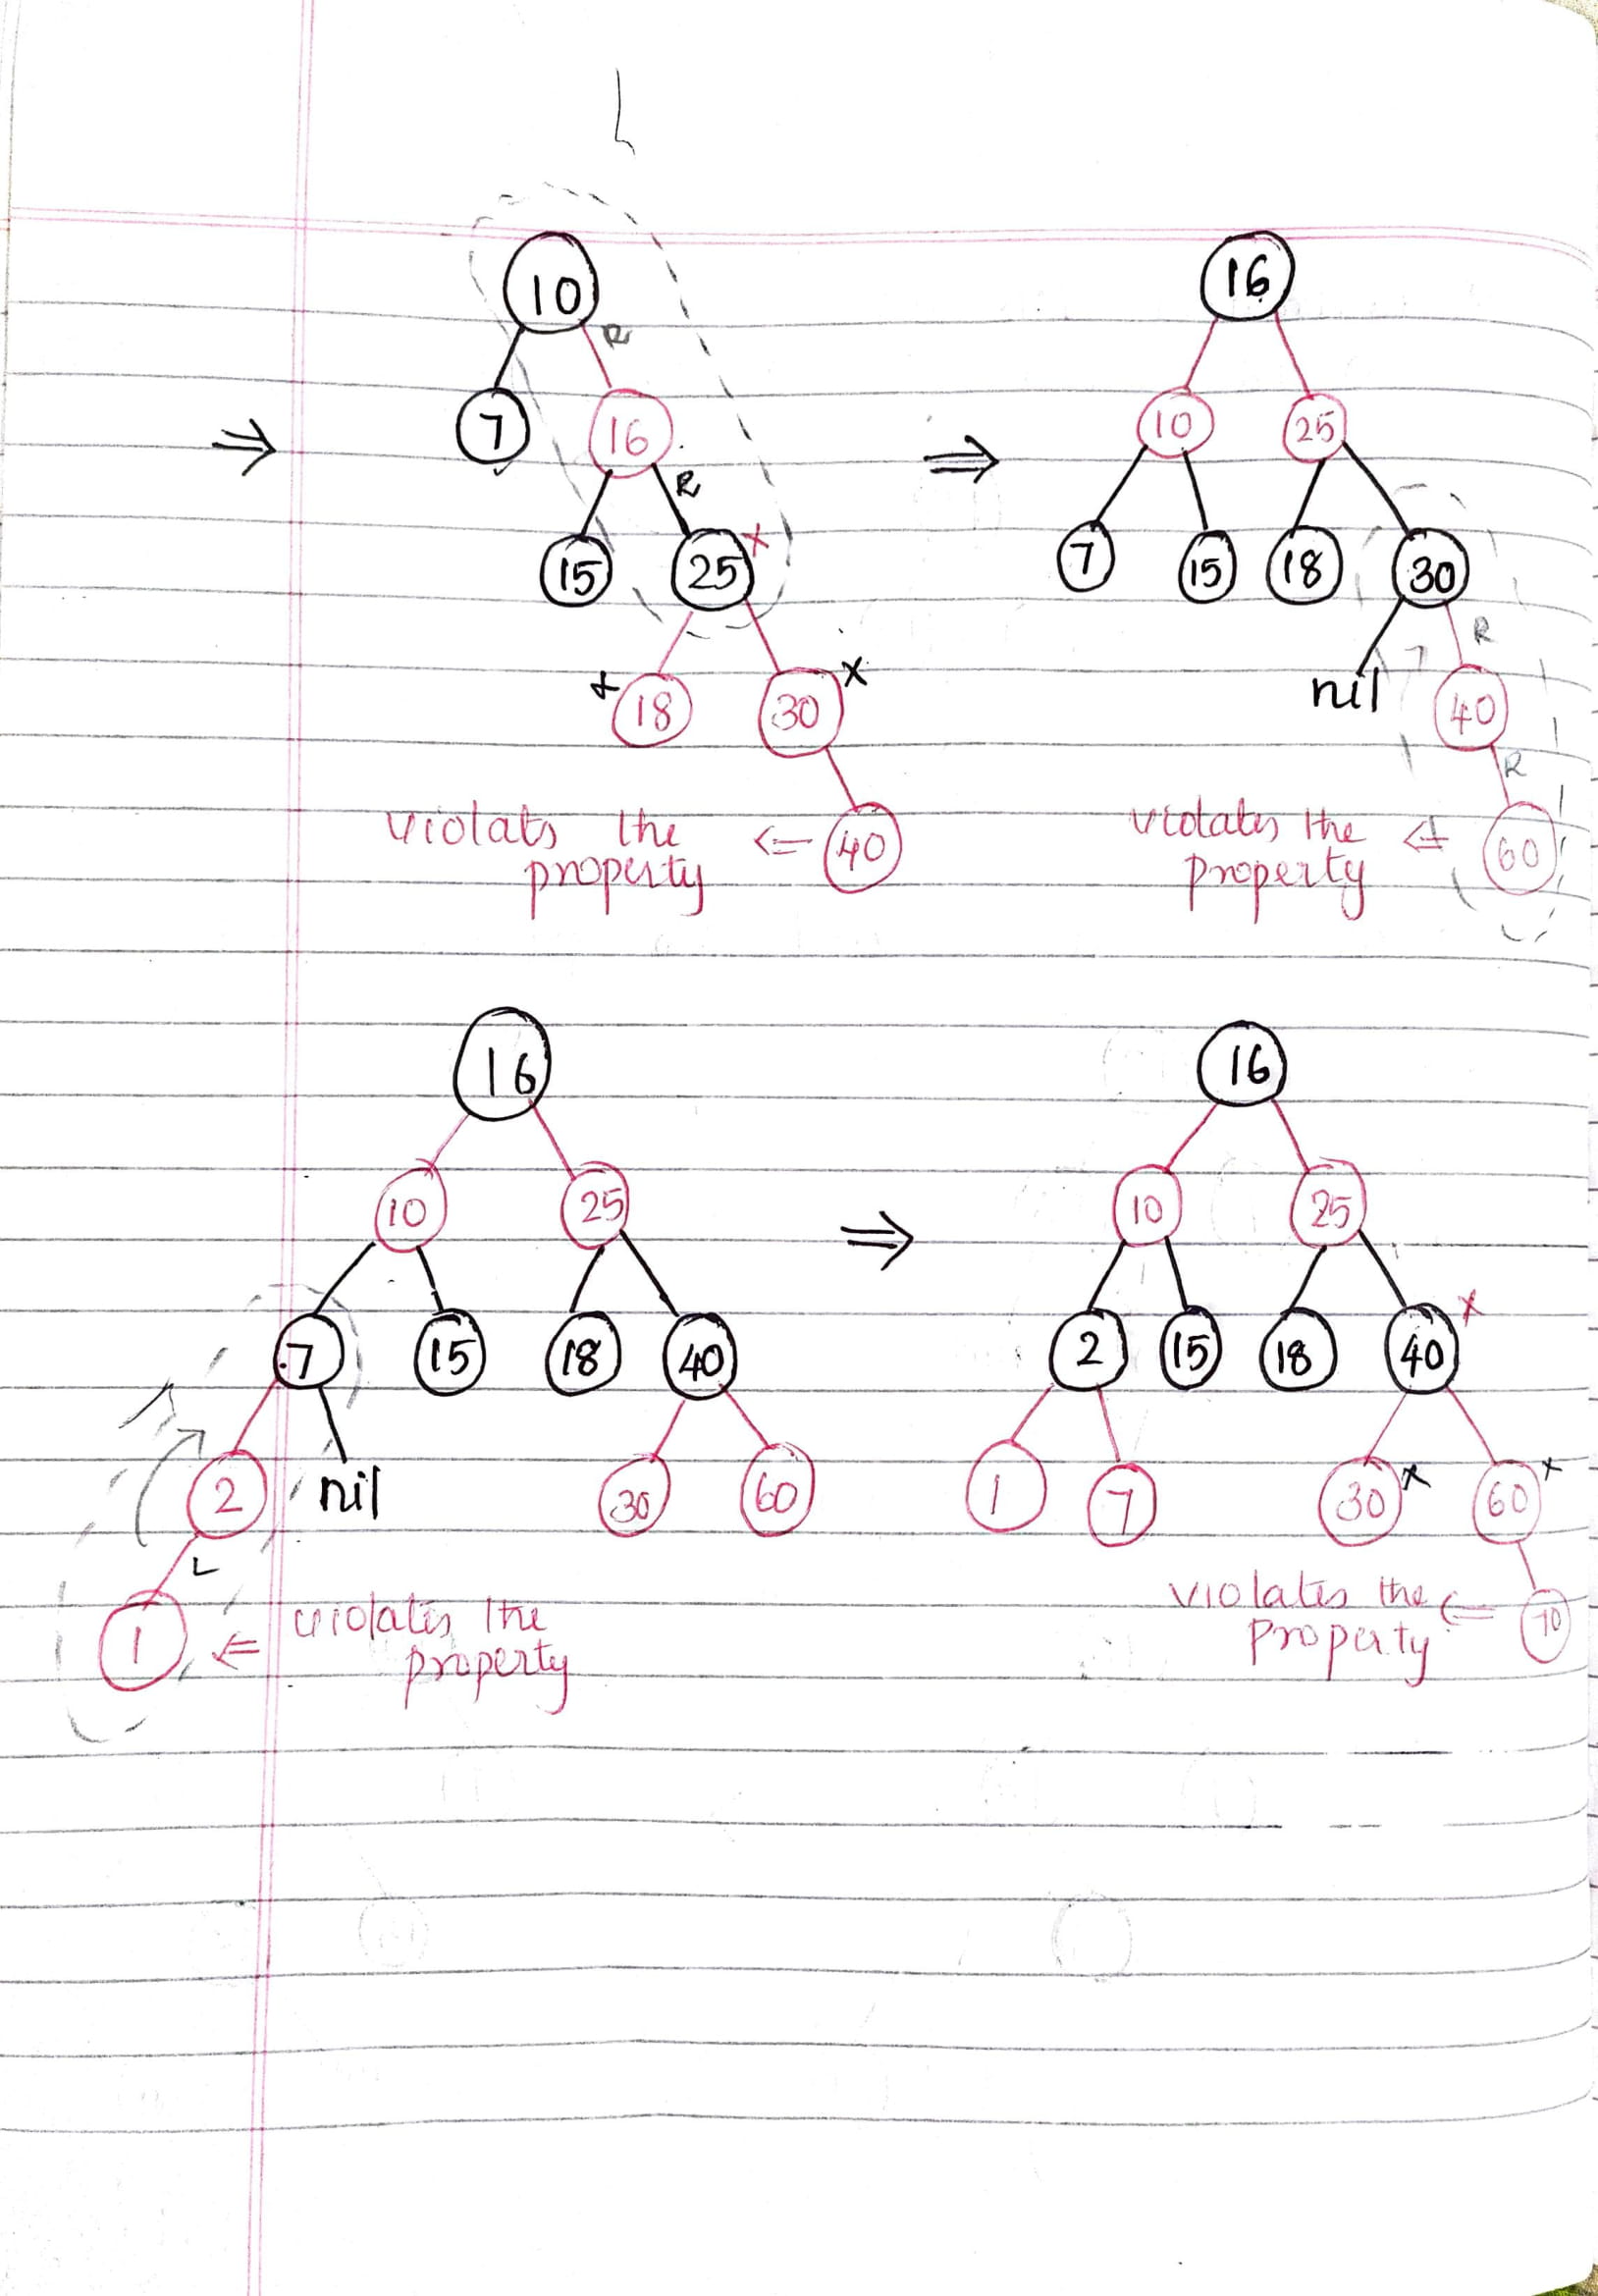 10
R
7 16
R
15 25 x
x 18 30 x
violats the
property <= 40
=>
16
10 25
7 15 18 30
R
nil 40
R
violates the
property <= 60
16
10 25
7 15 18 40
2 nil 30 60
L
1 <= violates the
property
=>
16
10 25
2 15 18 40 x
1 7 30 x 60 x
violates the
Property <= 70